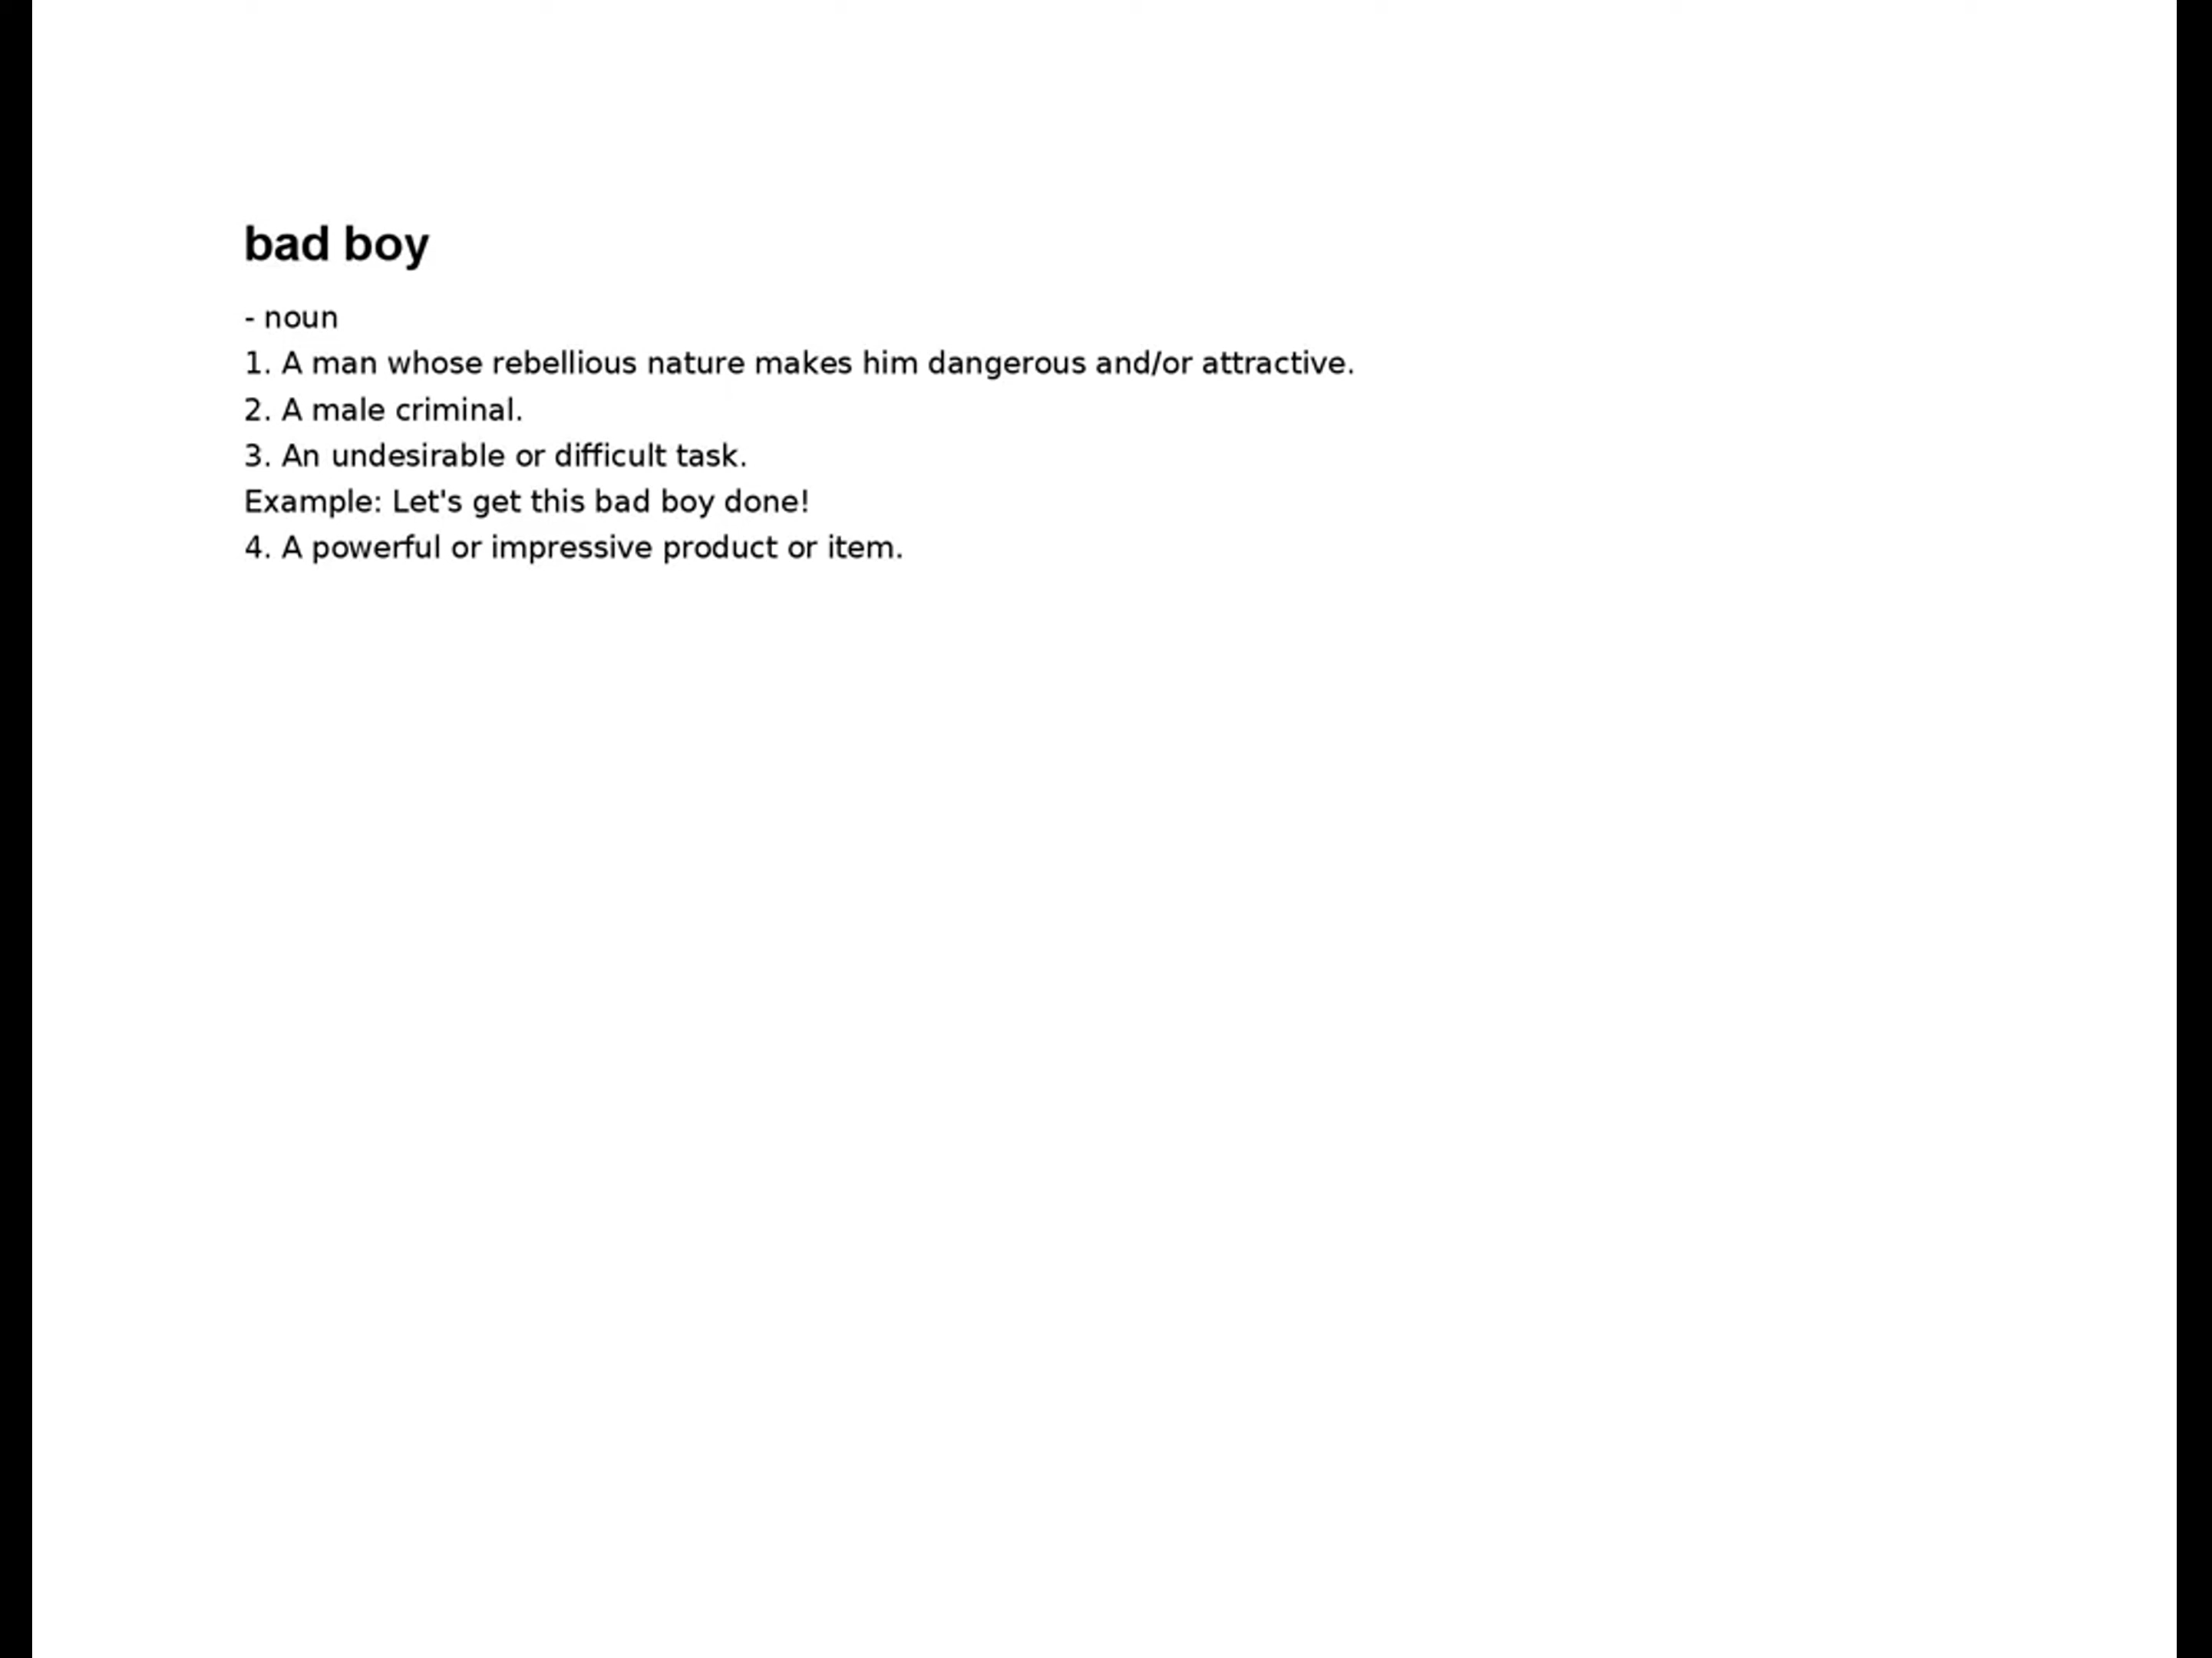 bad boy
- noun
1. A man whose rebellious nature makes him dangerous and/or attractive.
2. A male criminal.
3. An undesirable or difficult task.
Example: Let's get this bad boy done!
4. A powerful or impressive product or item.